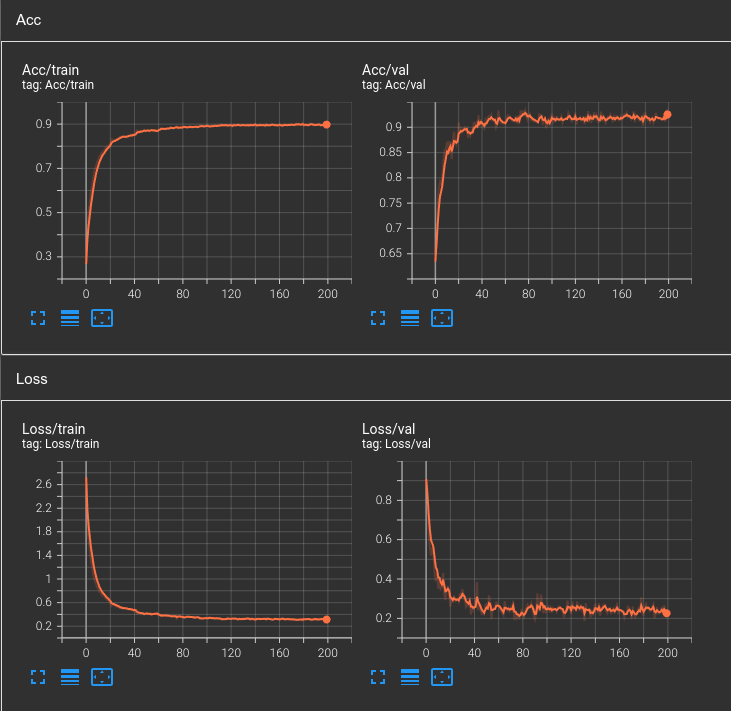 Acc
Acc/train
tag: Acc/train
0.9
0.7
0.5
0.3
0 40 80 120 160 200
Acc/val
tag: Acc/val
0.9
0.85
0.8
0.75
0.7
0.65
0 40 80 120 160 200
Loss
Loss/train
tag: Loss/train
2.6
2.2
1.8
1.4
1
0.6
0.2
0 40 80 120 160 200
Loss/val
tag: Loss/val
0.8
0.6
0.4
0.2
0 40 80 120 160 200